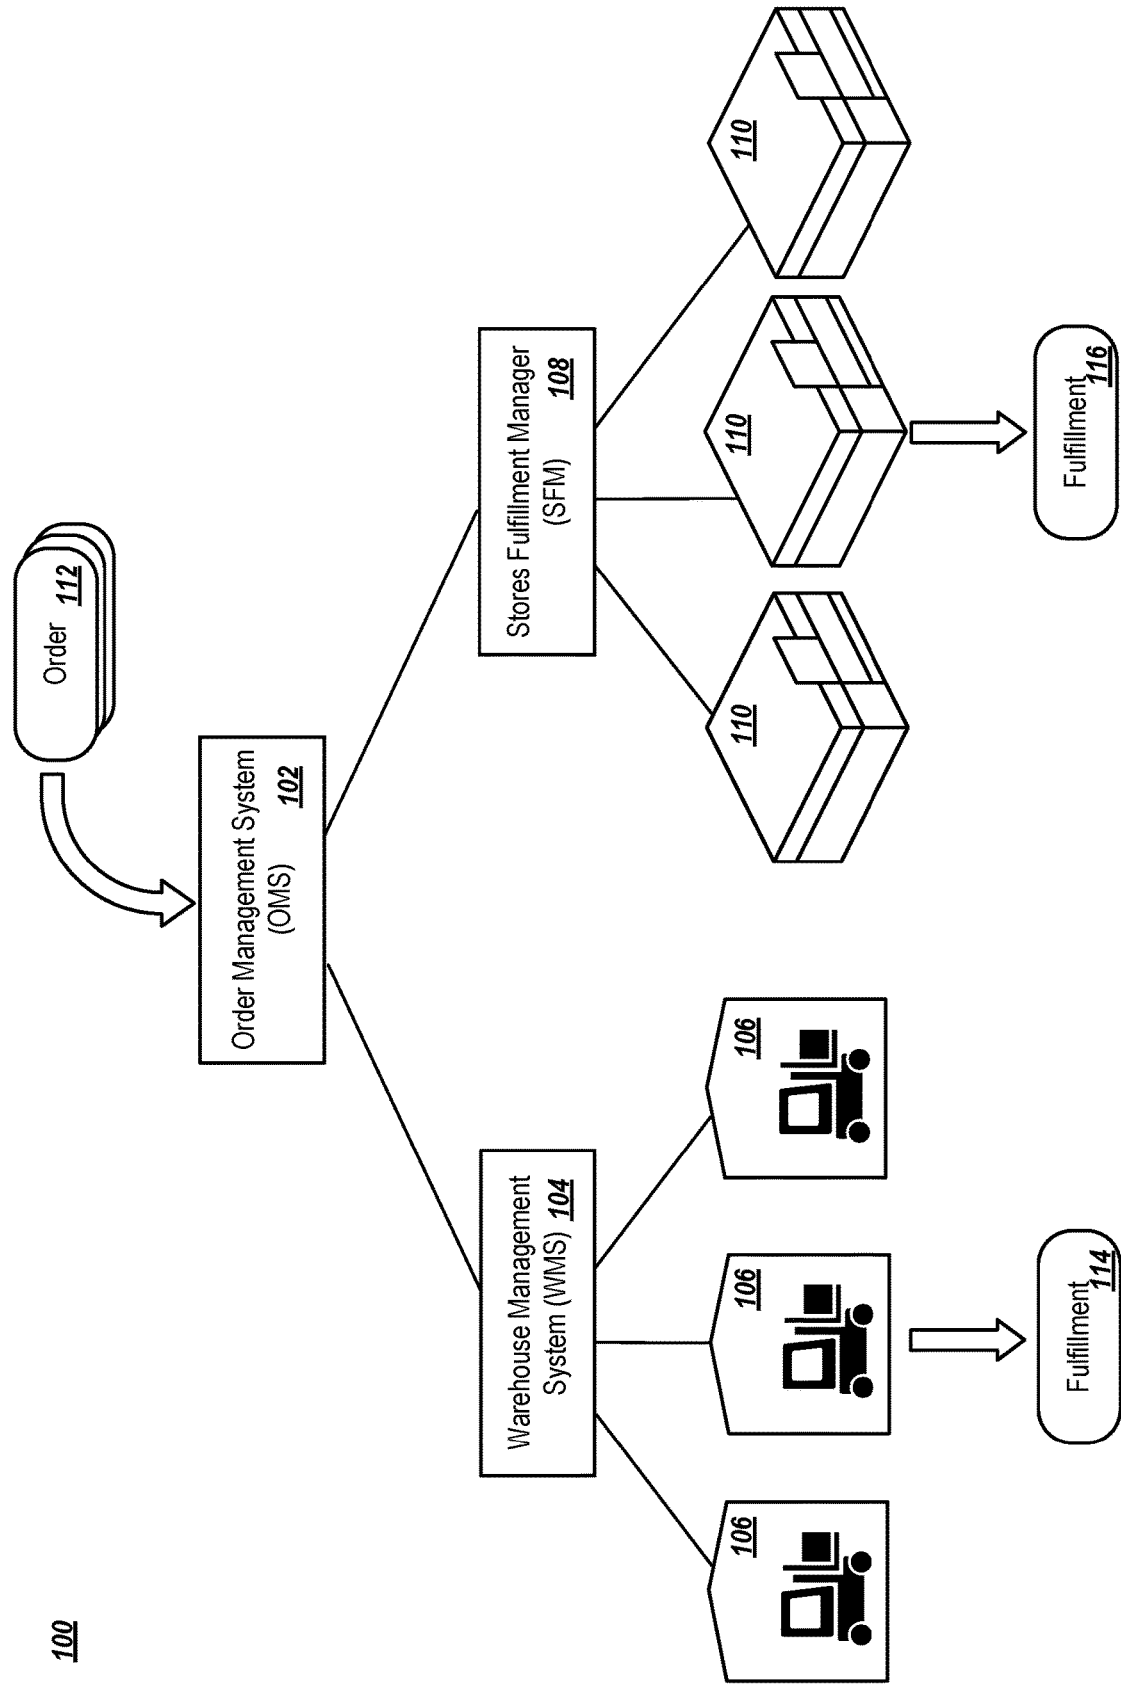 100
Order
112
Order Management System
(OMS)
102
Warehouse Management
System (WMS) 104
Stores Fulfillment Manager
(SFM)
108
106
106
106
110
110
110
Fulfillment
114
Fulfillment
116